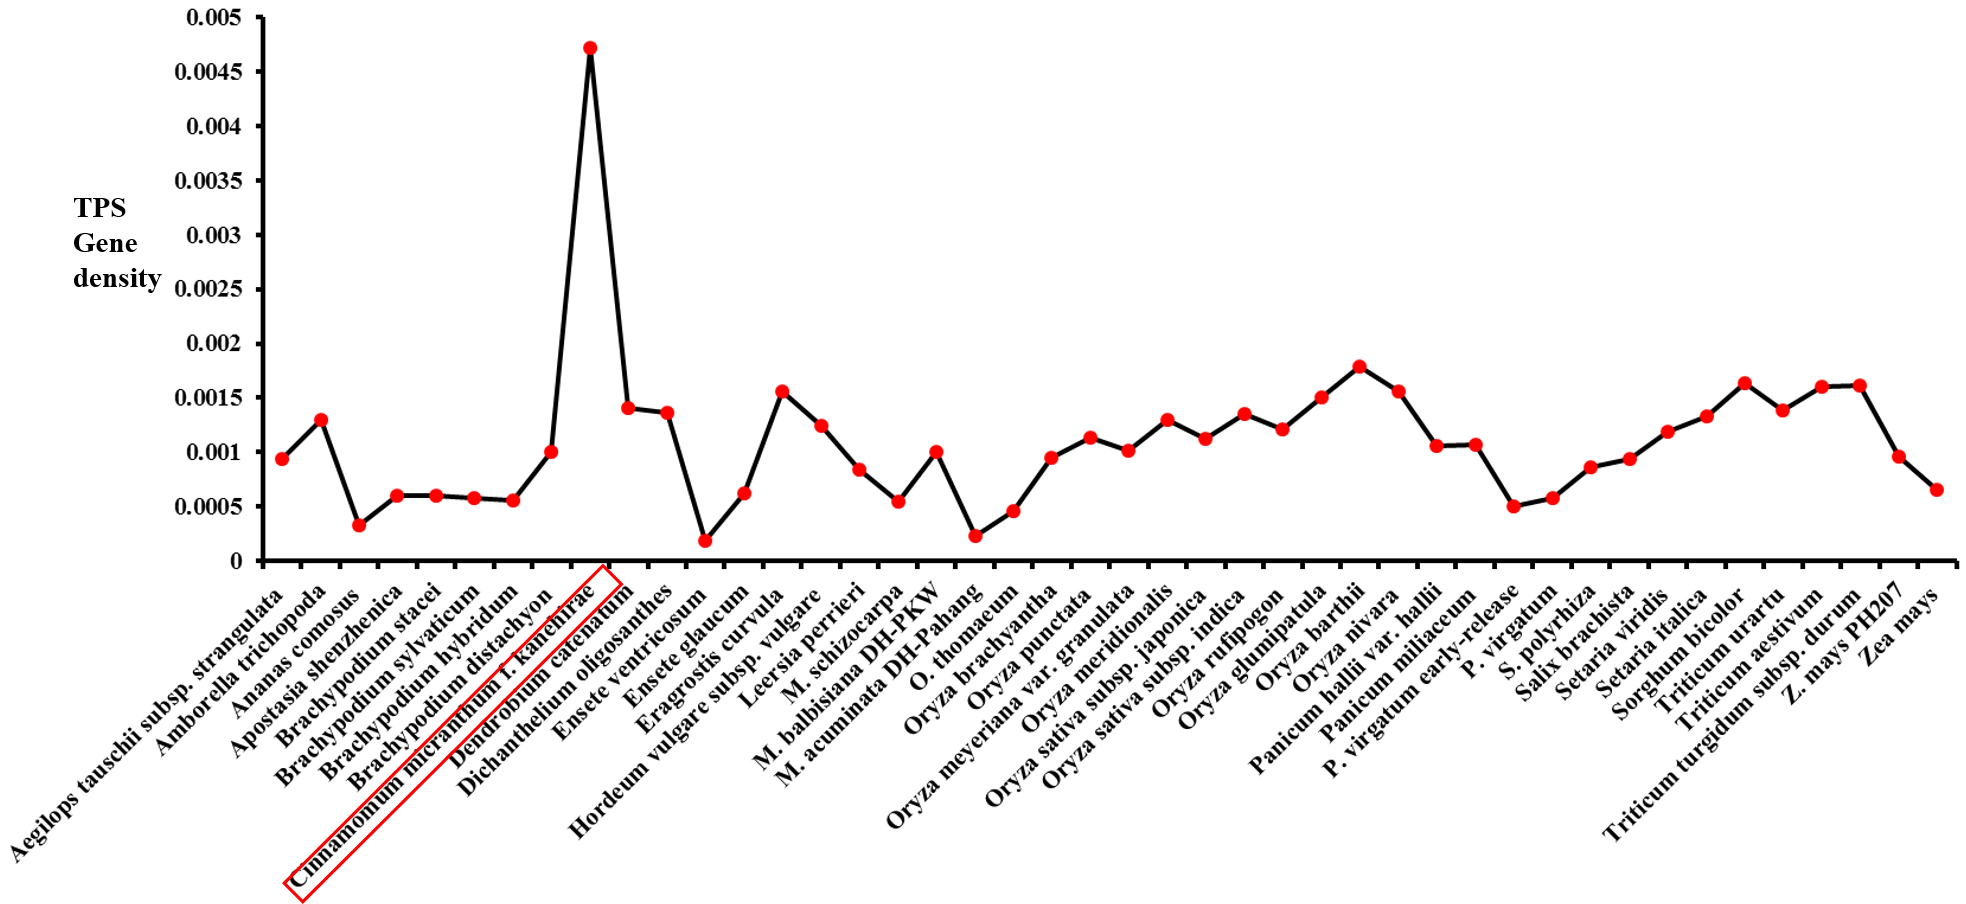 0.005
0.0045
0.004
0.0035
0.003
0.0025
0.002
0.0015
0.001
0.0005
0
TPS
Gene
density
Aegilops tauschii subsp. strangulata
Amborella trichopoda
Ananas comosus
Apostasia shenzhenica
Brachypodium stacei
Brachypodium sylvaticum
Brachypodium hybridum
Brachypodium distachyon
Cinnamomum micranthum f. kanehirae
Dendrobium catenatum
Dichanthelium oligosanthes
Ensete ventricosum
Ensete glaucum
Eragrostis curvula
Hordeum vulgare subsp. vulgare
Leersia perrieri
M. schizocarpa
M. balbisiana DH-PKW
M. acuminata DH-Pahang
O. thomaeum
Oryza brachyantha
Oryza punctata
Oryza meyeriana var. granulata
Oryza meridionalis
Oryza sativa subsp. japonica
Oryza sativa subsp. indica
Oryza rufipogon
Oryza glumipatula
Oryza barthii
Oryza nivara
Panicum hallii var. hallii
Panicum miliaceum
P. virgatum early-release
P. virgatum
S. polyrhiza
Salix brachista
Setaria viridis
Setaria italica
Sorghum bicolor
Triticum urartu
Triticum aestivum
Triticum turgidum subsp. durum
Z. mays PH207
Zea mays